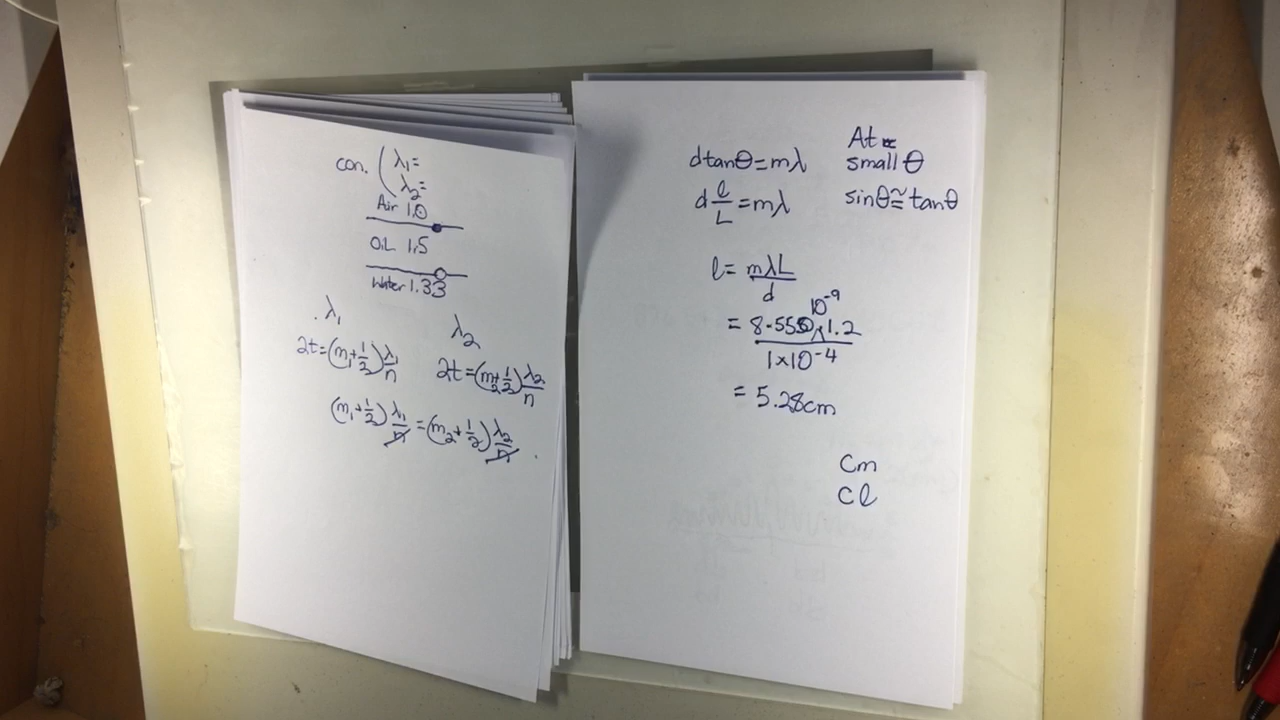 con. ( λ₁=
λ₂=
Air 1.0
OiL 1.5
Water 1.33
λ₁ λ₂
2t=(m₁+1/2)λ₁/n 2t=(m₂+1/2)λ₂/n
(m₁+1/2)λ₁/n=(m₂+1/2)λ₂/n
dtanθ=mλ
d l/L=mλ
l= mλL/d
= 8·550×10⁻⁹·1.2/1×10⁻⁴
= 5.28cm
At
small θ
sinθ≃tanθ
Cm
Cl